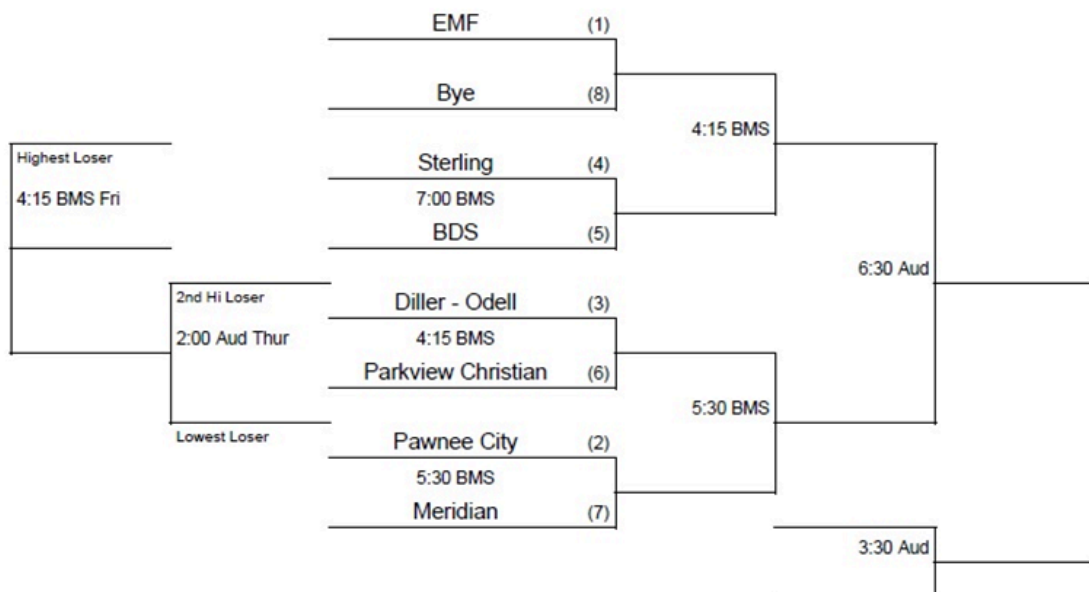 EMF (1)
Bye (8)
4:15 BMS
Highest Loser
Sterling (4)
4:15 BMS Fri
7:00 BMS
BDS (5)
6:30 Aud
2nd Hi Loser
Diller - Odell (3)
2:00 Aud Thur
4:15 BMS
Parkview Christian (6)
5:30 BMS
Lowest Loser
Pawnee City (2)
5:30 BMS
Meridian (7)
3:30 Aud